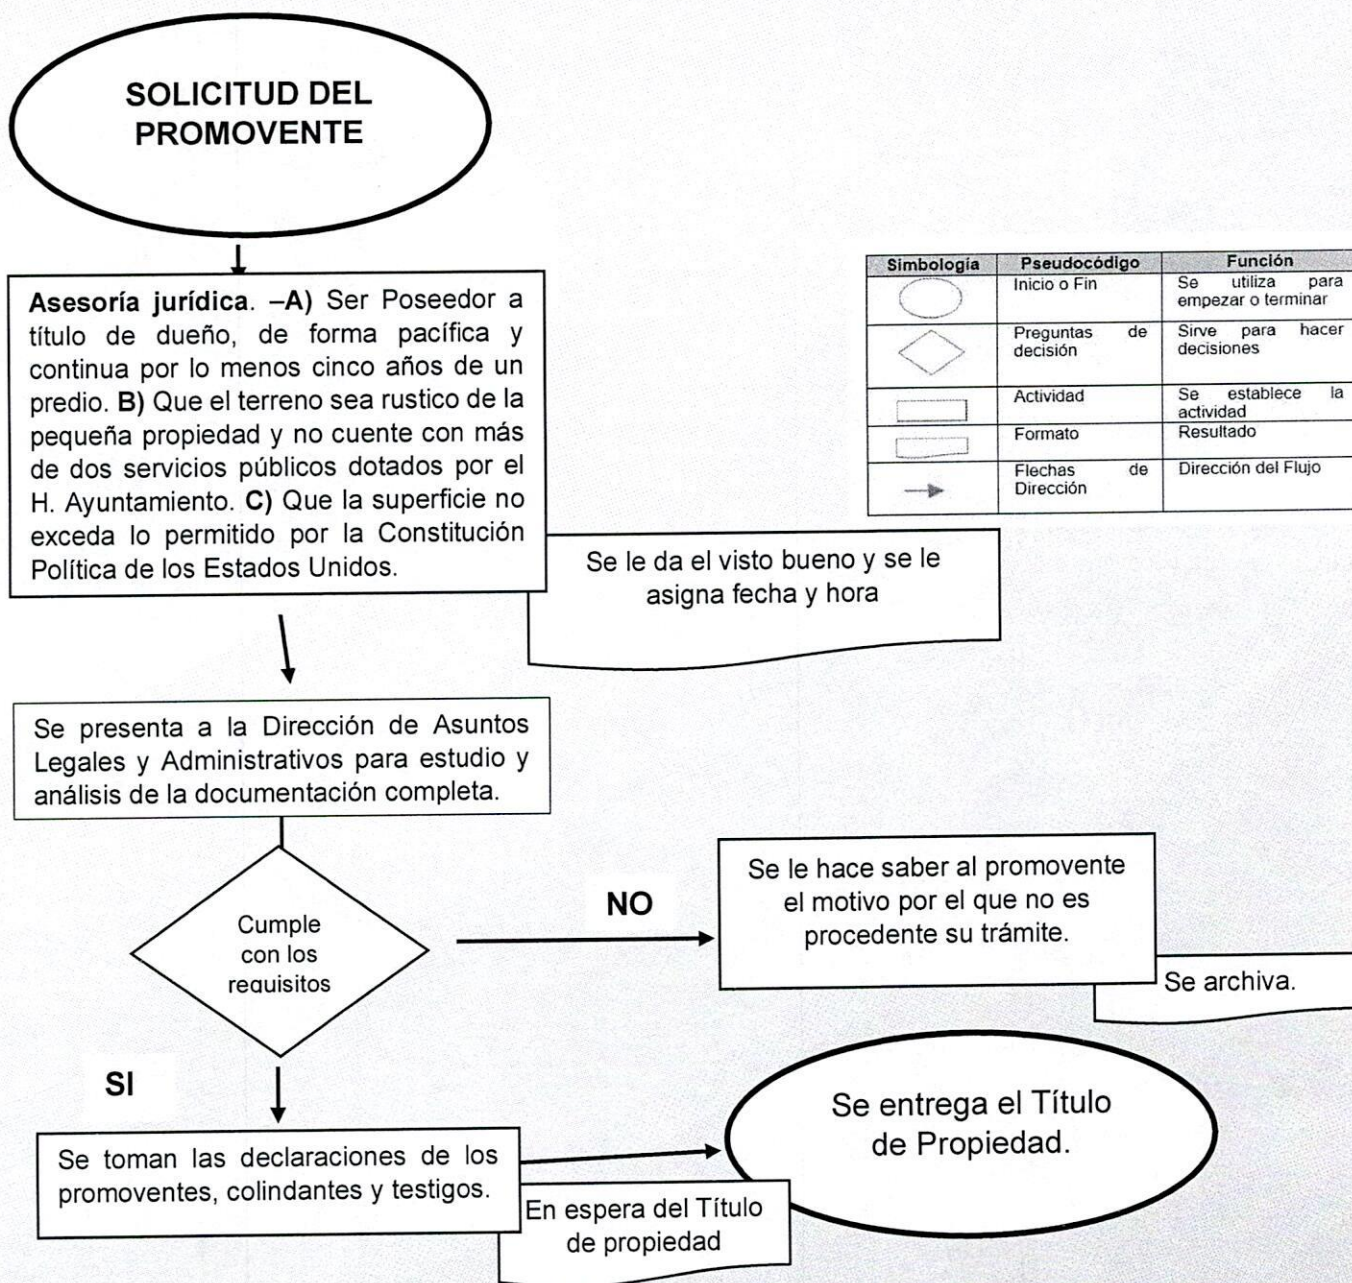 SOLICITUD DEL
PROMOVENTE
Asesoría jurídica. –A) Ser Poseedor a
título de dueño, de forma pacífica y
continua por lo menos cinco años de un
predio. B) Que el terreno sea rustico de la
pequeña propiedad y no cuente con más
de dos servicios públicos dotados por el
H. Ayuntamiento. C) Que la superficie no
exceda lo permitido por la Constitución
Política de los Estados Unidos.
Simbología Pseudocódigo Función
Inicio o Fin Se utiliza para
empezar o terminar
Preguntas de Sirve para hacer
decisión decisiones
Actividad Se establece la
actividad
Formato Resultado
Flechas de Dirección del Flujo
Dirección
Se le da el visto bueno y se le
asigna fecha y hora
Se presenta a la Dirección de Asuntos
Legales y Administrativos para estudio y
análisis de la documentación completa.
Cumple
con los
requisitos
NO
Se le hace saber al promovente
el motivo por el que no es
procedente su trámite.
Se archiva.
SI
Se toman las declaraciones de los
promoventes, colindantes y testigos.
En espera del Título
de propiedad
Se entrega el Título
de Propiedad.